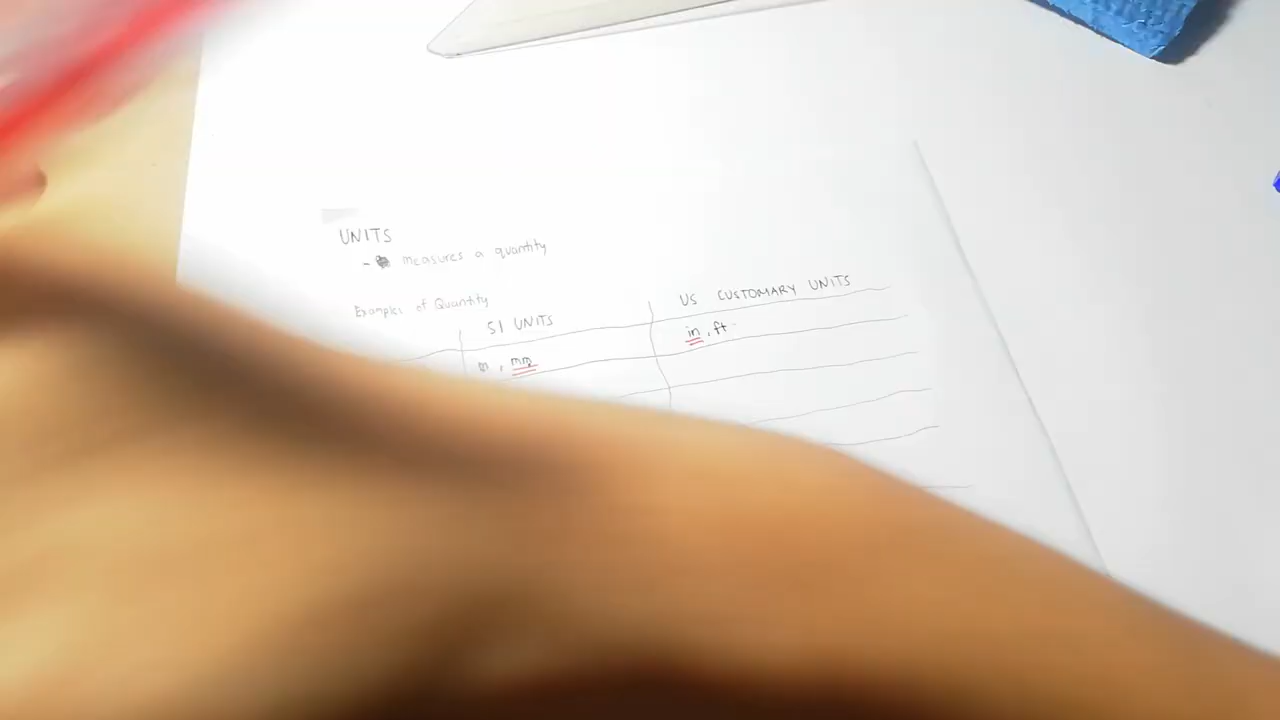 UNITS
- measures a quantity
Examples of Quantity
SI UNITS
US CUSTOMARY UNITS
m , mm
in , ft